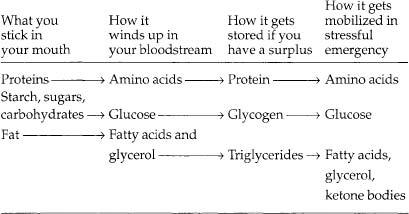 What you How it How it gets How it gets
stick in winds up in stored if you mobilized in
your mouth your bloodstream have a surplus stressful
emergency
Proteins → Amino acids → Protein → Amino acids
Starch, sugars,
carbohydrates → Glucose → Glycogen → Glucose
Fat → Fatty acids and
glycerol → Triglycerides → Fatty acids,
glycerol,
ketone bodies